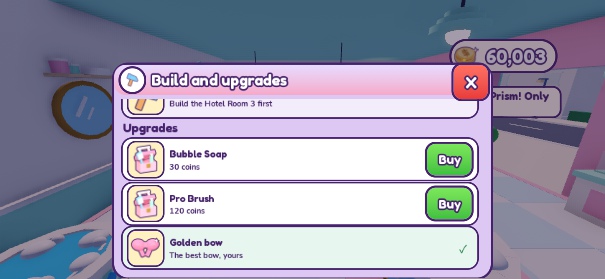 60,003
Build and upgrades
Prism! Only
Build the Hotel Room 3 first
Upgrades
Bubble Soap
30 coins
Buy
Pro Brush
120 coins
Buy
Golden bow
The best bow, yours